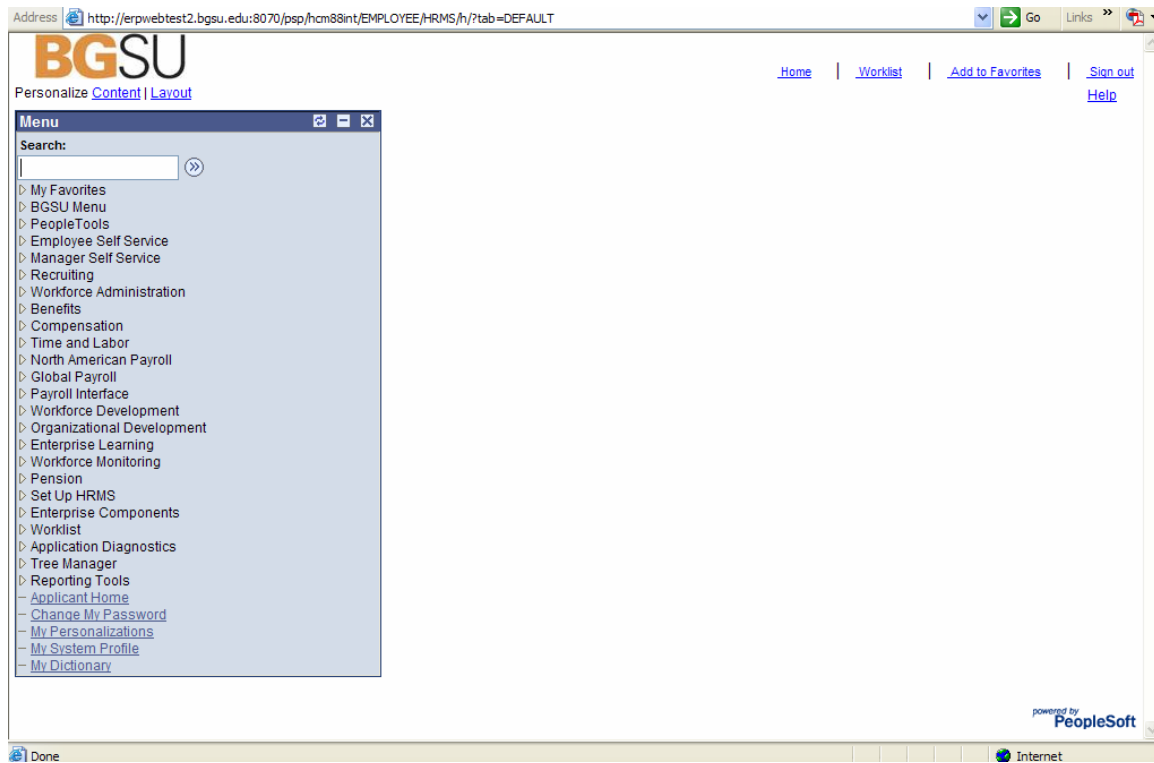 Address http://erpwebtest2.bgsu.edu:8070/psp/hcm88int/EMPLOYEE/HRMS/h/?tab=DEFAULT Go Links »
BGSU
Home | Worklist | Add to Favorites | Sign out
Personalize Content | Layout
Help
Menu
Search:
My Favorites
BGSU Menu
PeopleTools
Employee Self Service
Manager Self Service
Recruiting
Workforce Administration
Benefits
Compensation
Time and Labor
North American Payroll
Global Payroll
Payroll Interface
Workforce Development
Organizational Development
Enterprise Learning
Workforce Monitoring
Pension
Set Up HRMS
Enterprise Components
Worklist
Application Diagnostics
Tree Manager
Reporting Tools
– Applicant Home
– Change My Password
– My Personalizations
– My System Profile
– My Dictionary
powered by
PeopleSoft
Done Internet